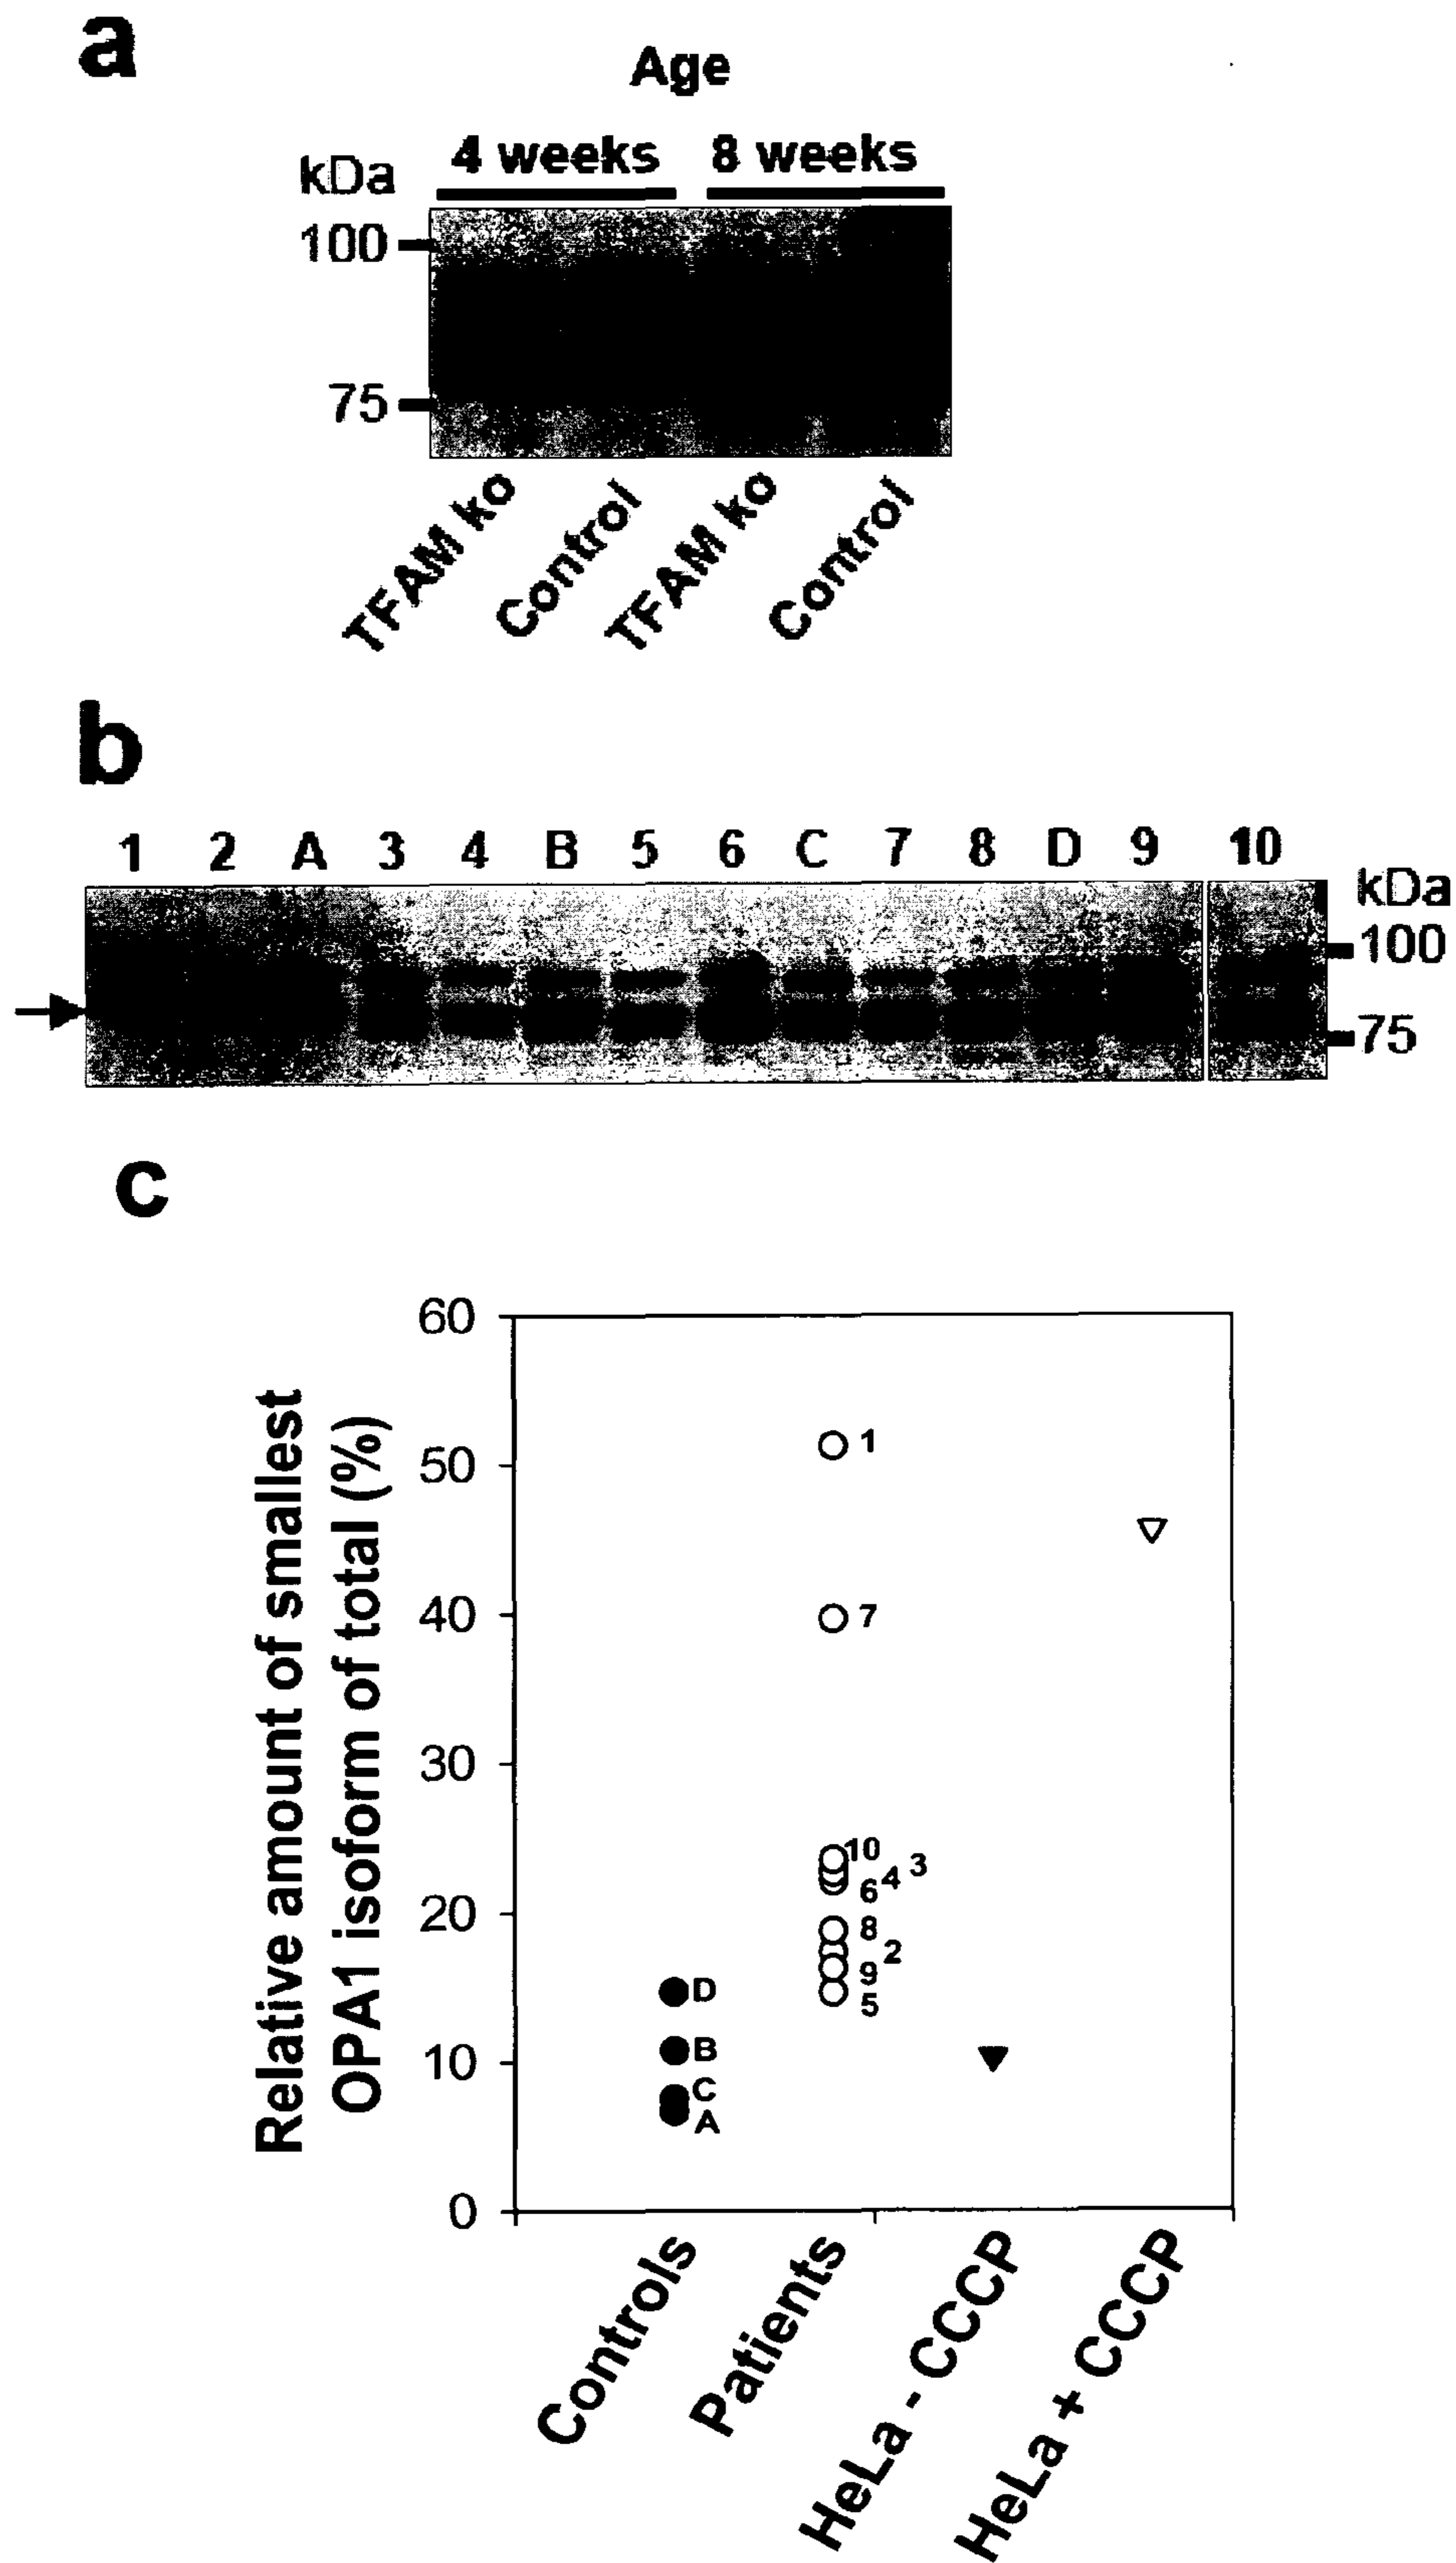 a
Age
4 weeks 8 weeks
kDa
100
75
TFAM ko Control TFAM ko Control
b
1 2 A 3 4 B 5 6 C 7 8 D 9 10
kDa
100
75
c
Relative amount of smallest
OPA1 isoform of total (%)
60
50
40
30
20
10
0
1
7
10
3
4
6
8
2
9
5
D
B
C
A
Controls Patients HeLa - CCCP HeLa + CCCP